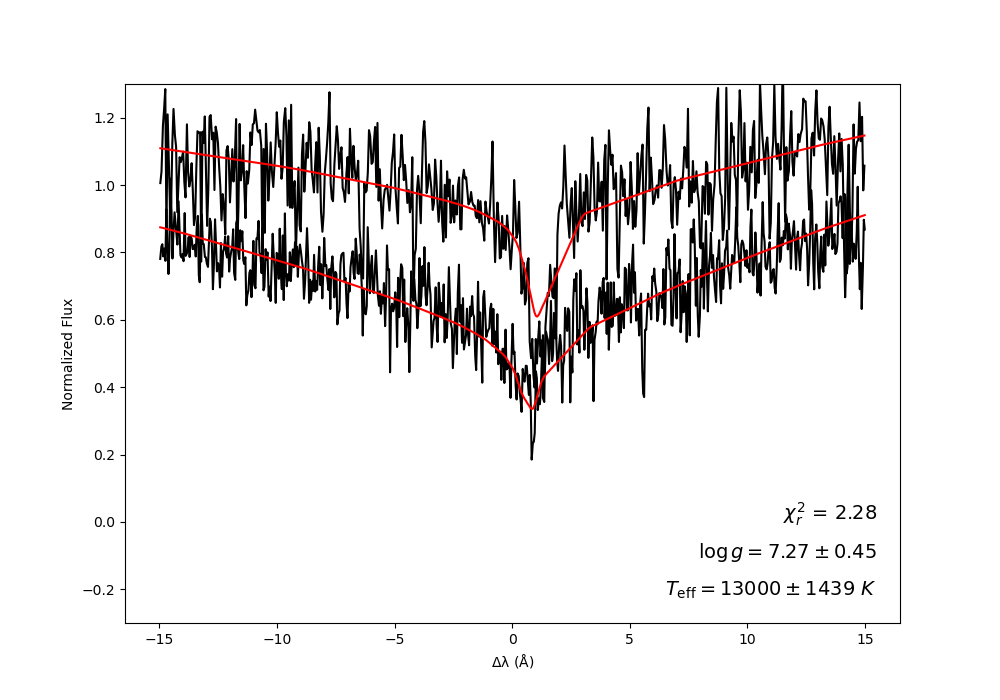 1.2
1.0
0.8
0.6
0.4
0.2
0.0
−0.2
Normalized Flux
χ²ᵣ = 2.28
log g = 7.27 ± 0.45
T_eff = 13000 ± 1439 K
−15 −10 −5 0 5 10 15
Δλ (Å)